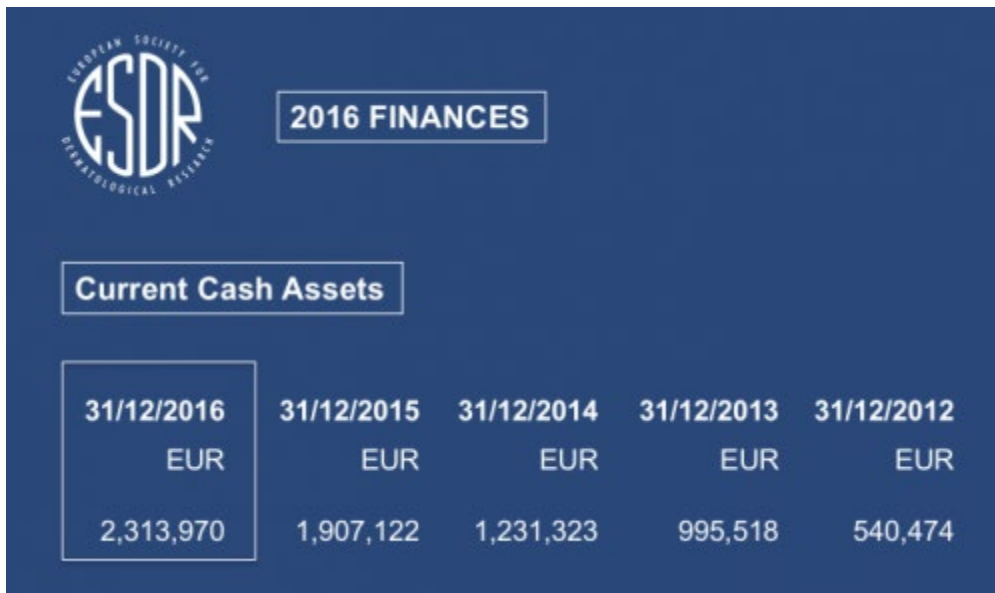 EUROPEAN SOCIETY FOR
ESDR
DERMATOLOGICAL RESEARCH
2016 FINANCES
Current Cash Assets
31/12/2016 31/12/2015 31/12/2014 31/12/2013 31/12/2012
EUR EUR EUR EUR EUR
2,313,970 1,907,122 1,231,323 995,518 540,474